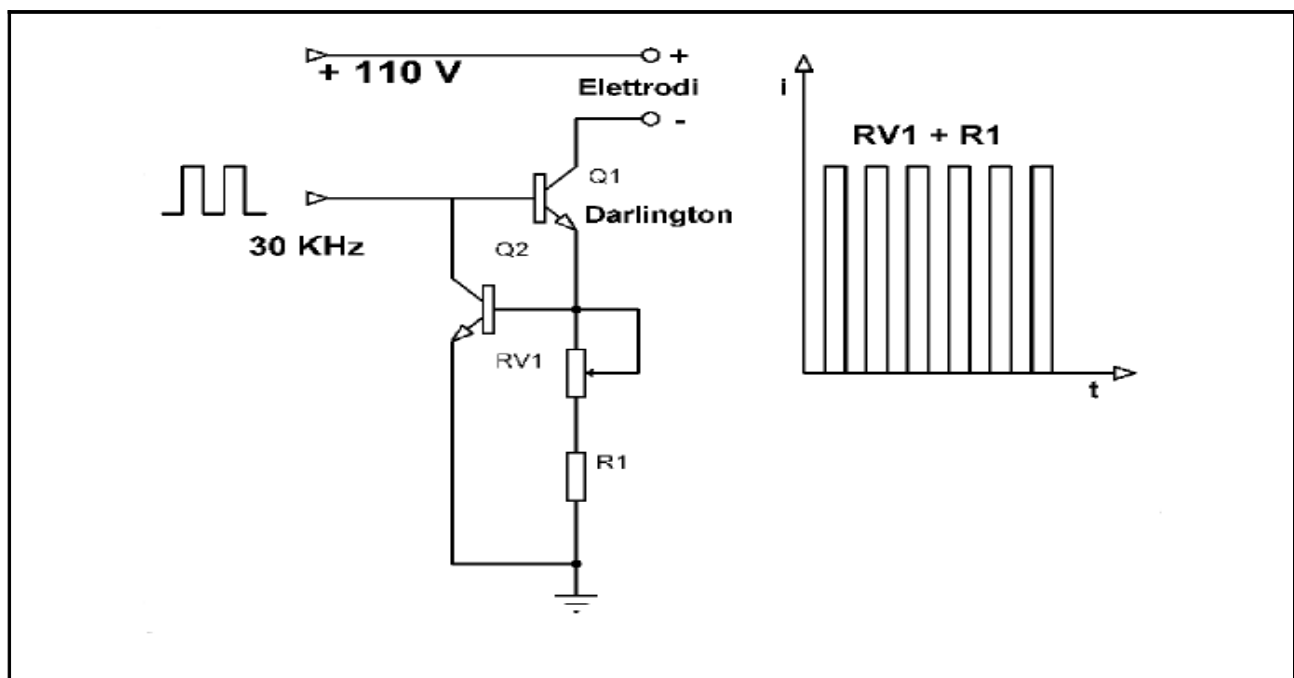 + 110 V
+
Elettrodi
-
i
RV1 + R1
Q1
Darlington
30 KHz
Q2
RV1
R1
t